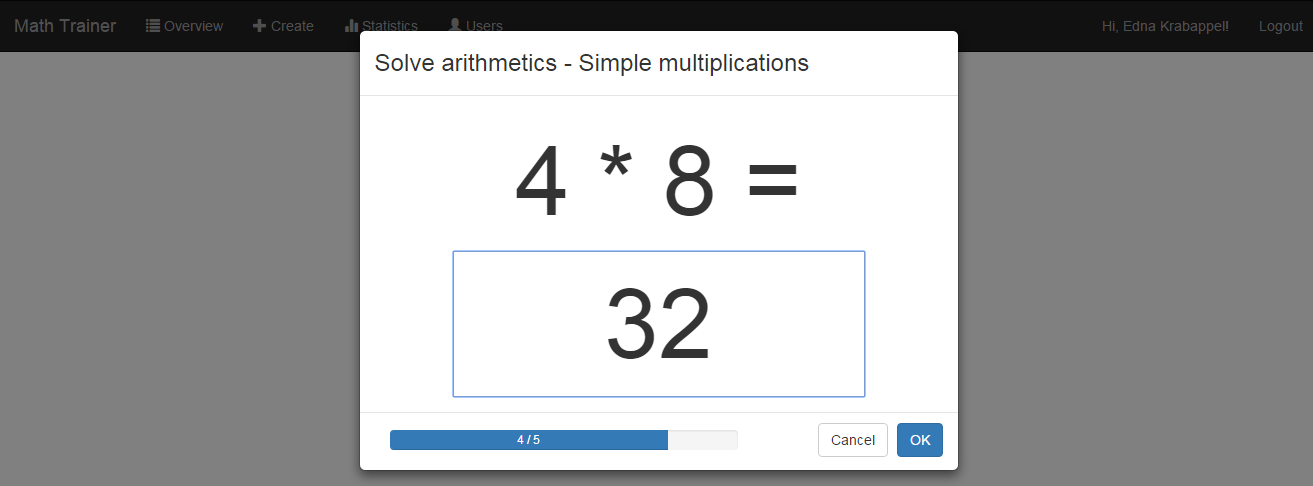 Math Trainer Overview Create Statistics Users Hi, Edna Krabappel! Logout
Solve arithmetics - Simple multiplications
4 * 8 =
32
4 / 5 Cancel OK